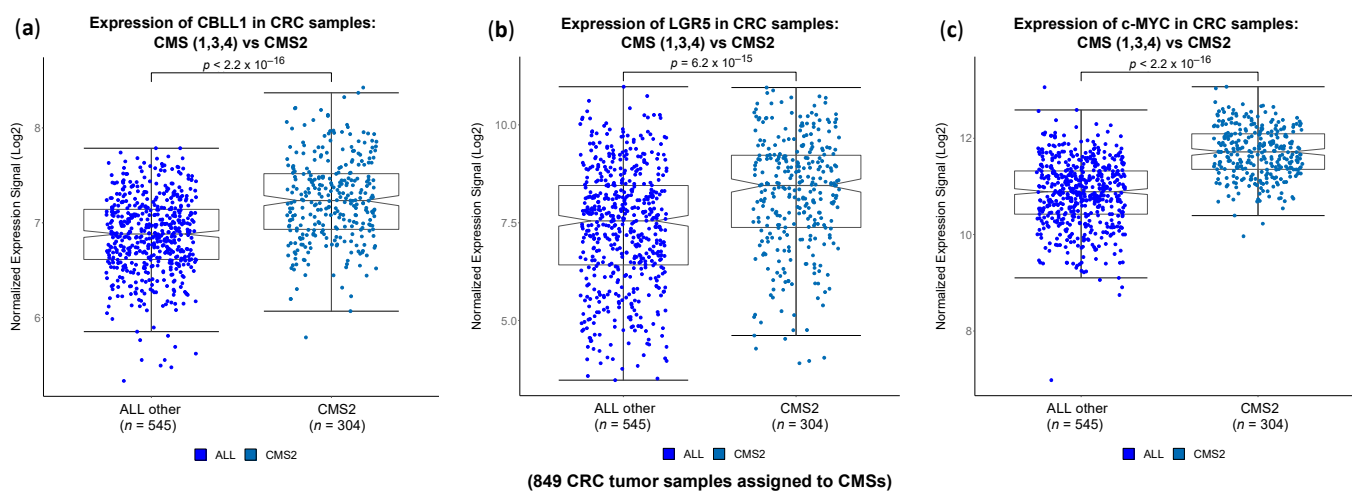 (a)
Expression of CBLL1 in CRC samples:
CMS (1,3,4) vs CMS2
p < 2.2 x 10⁻¹⁶
Normalized Expression Signal (Log2)
8
7
6
ALL other
(n = 545)
CMS2
(n = 304)
ALL CMS2
(b)
Expression of LGR5 in CRC samples:
CMS (1,3,4) vs CMS2
p = 6.2 x 10⁻¹⁵
Normalized Expression Signal (Log2)
10.0
7.5
5.0
ALL other
(n = 545)
CMS2
(n = 304)
ALL CMS2
(c)
Expression of c-MYC in CRC samples:
CMS (1,3,4) vs CMS2
p < 2.2 x 10⁻¹⁶
Normalized Expression Signal (Log2)
12
10
8
ALL other
(n = 545)
CMS2
(n = 304)
ALL CMS2
(849 CRC tumor samples assigned to CMSs)